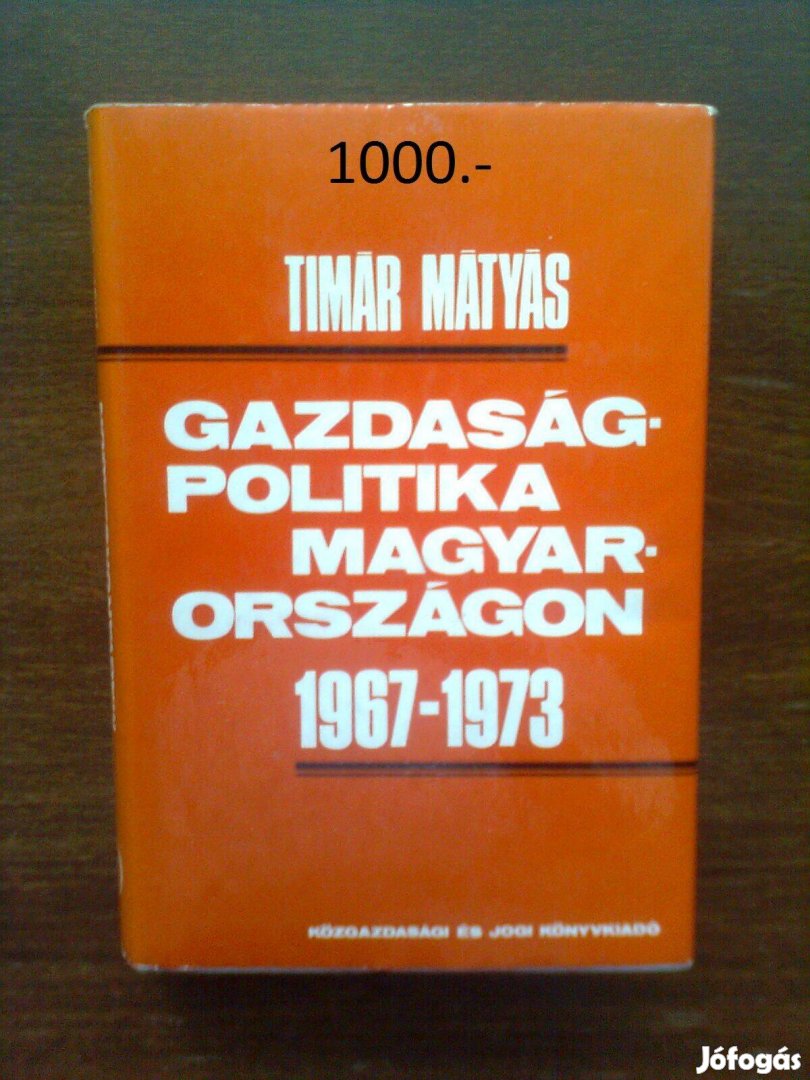 1000.-
TIMÁR MÁTYÁS
GAZDASÁG-
POLITIKA
MAGYAR-
ORSZÁGON
1967-1973
KÖZGAZDASÁGI ÉS JOGI KÖNYVKIADÓ
Jófogás